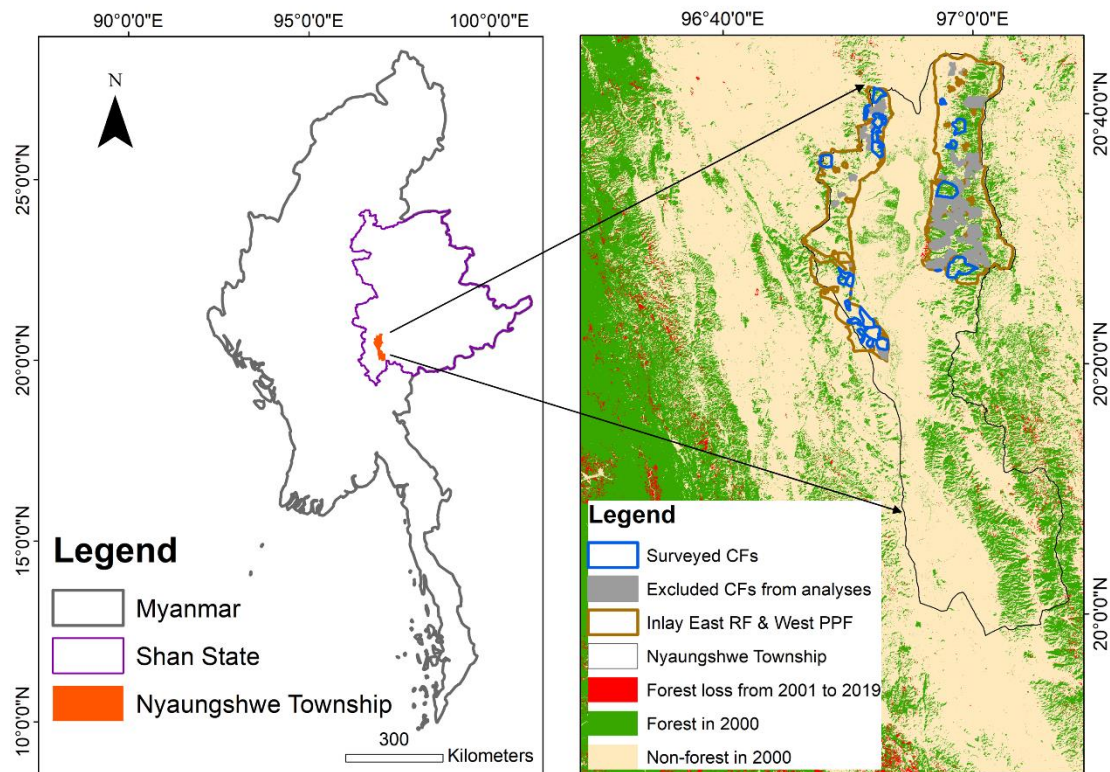 90°0'0"E
95°0'0"E
100°0'0"E
N
25°0'0"N
20°0'0"N
15°0'0"N
10°0'0"N
Legend
Myanmar
Shan State
Nyaungshwe Township
300
Kilometers
96°40'0"E
97°0'0"E
20°40'0"N
20°20'0"N
20°0'0"N
Legend
Surveyed CFs
Excluded CFs from analyses
Inlay East RF & West PPF
Nyaungshwe Township
Forest loss from 2001 to 2019
Forest in 2000
Non-forest in 2000